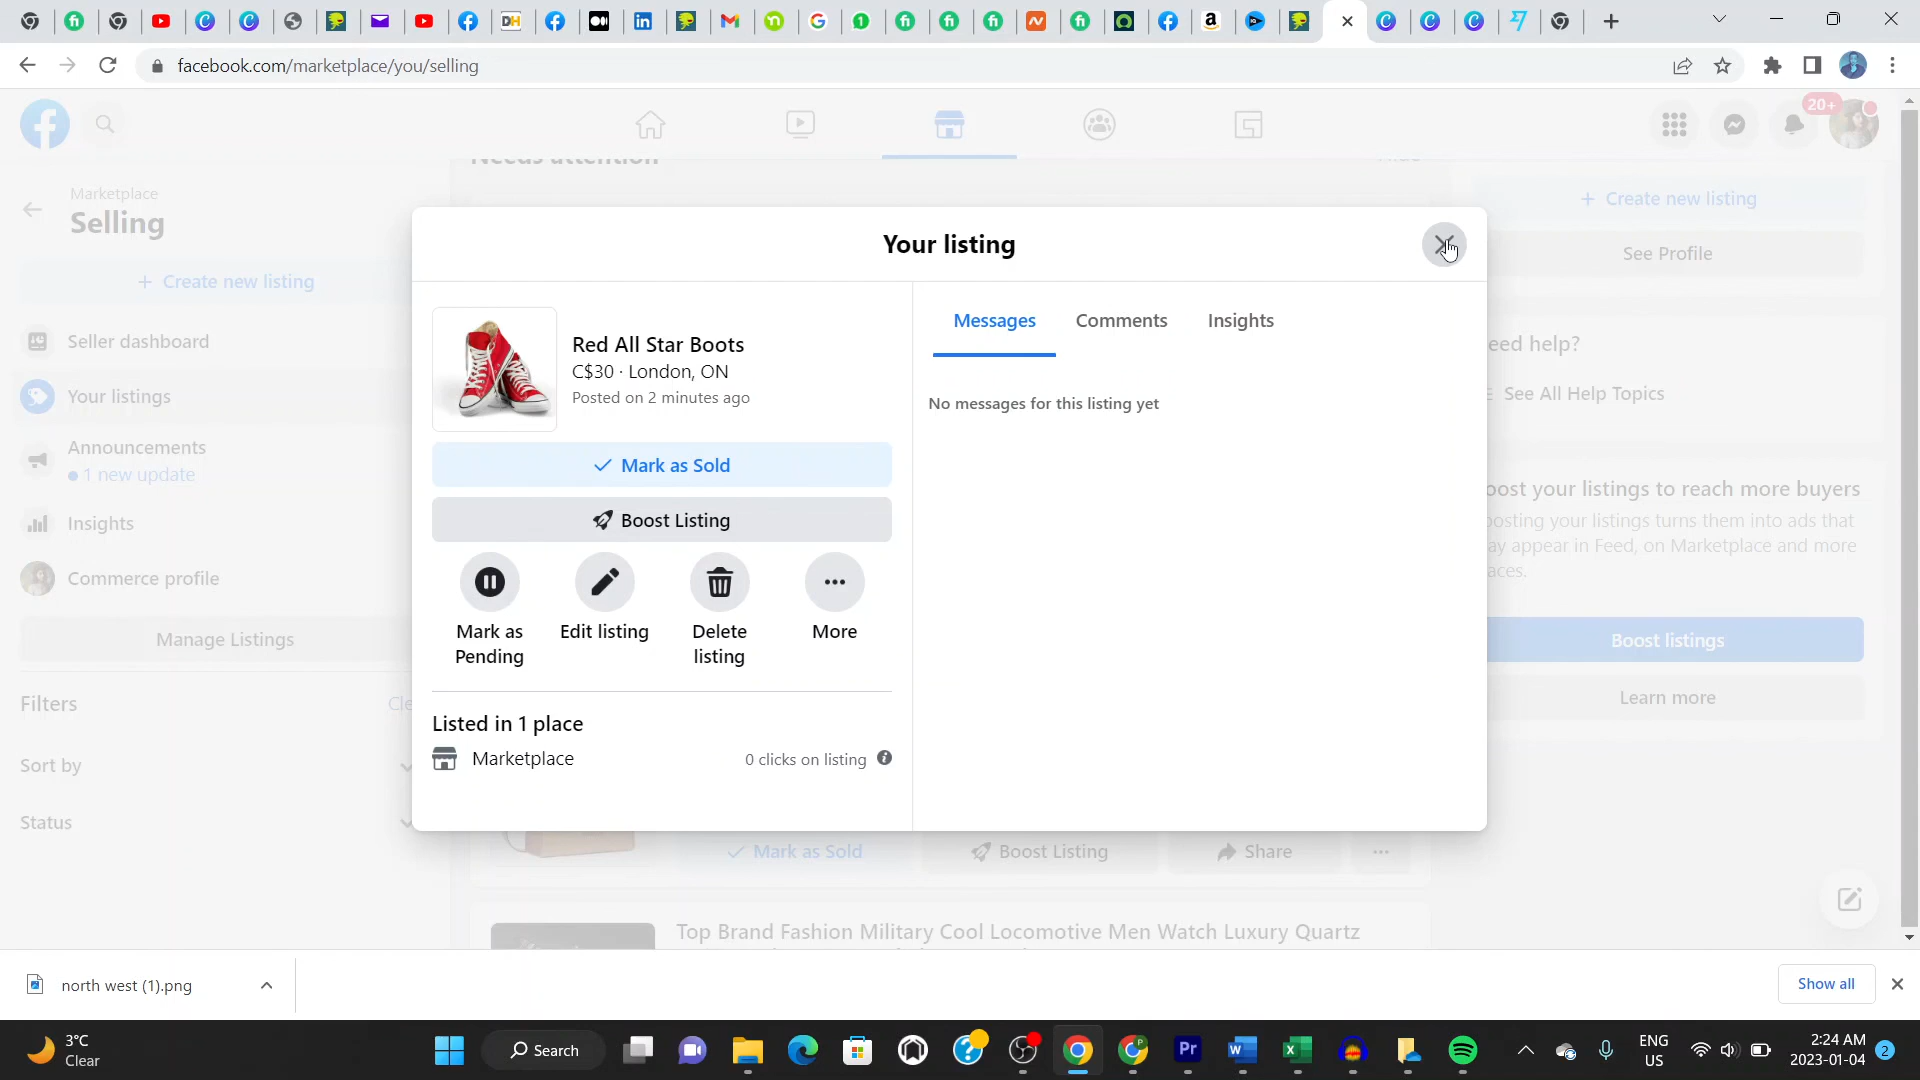 facebook.com/marketplace/you/selling
20+
Marketplace
Selling
+ Create new listing
Seller dashboard
Your listings
Announcements
1 new update
Insights
Commerce profile
Manage Listings
Filters
Sort by
Status
Needs attention
+ Create new listing
See Profile
eed help?
See All Help Topics
oost your listings to reach more buyers
oosting your listings turns them into ads that
ay appear in Feed, on Marketplace and more
aces.
Boost listings
Learn more
Your listing
Red All Star Boots
C$30 · London, ON
Posted on 2 minutes ago
Mark as Sold
Boost Listing
Mark as
Pending
Edit listing
Delete
listing
More
Listed in 1 place
Marketplace
0 clicks on listing
Messages
Comments
Insights
No messages for this listing yet
Mark as Sold
Boost Listing
Share
Top Brand Fashion Military Cool Locomotive Men Watch Luxury Quartz
north west (1).png
Show all
3°C
Clear
Search
ENG
US
2:24 AM
2023-01-04
2